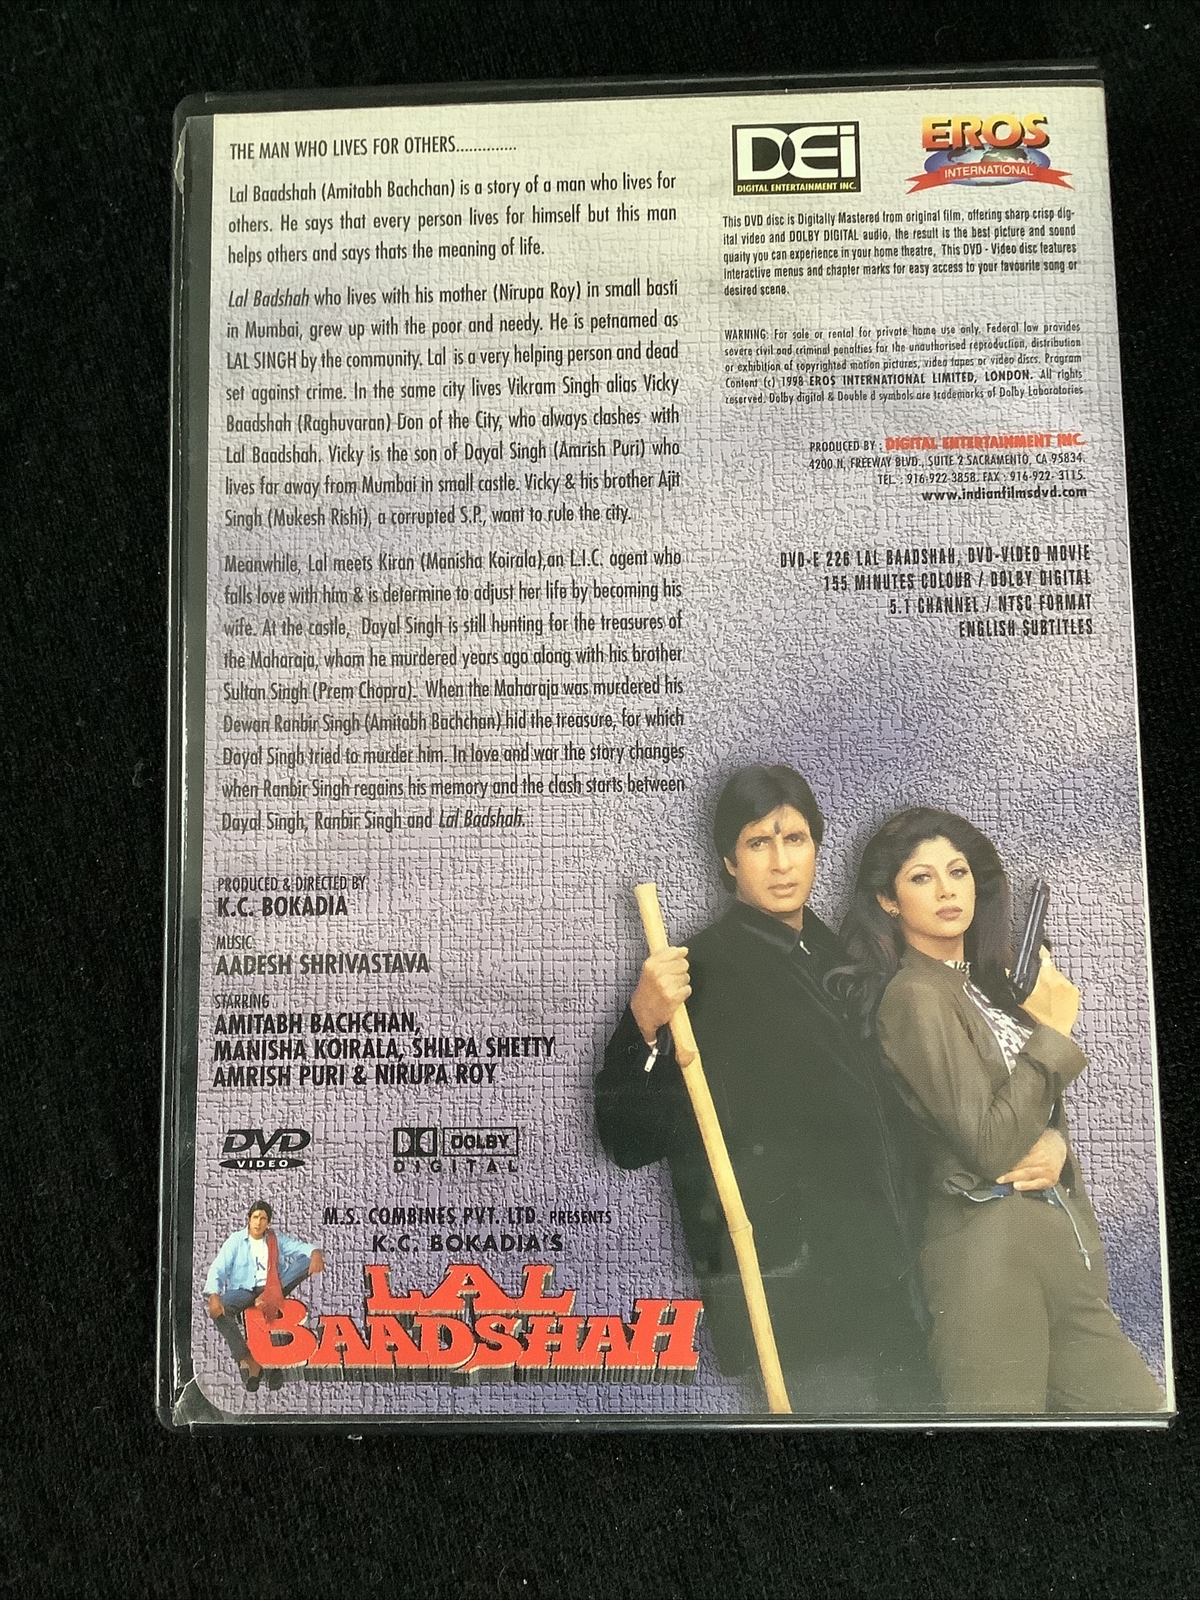 THE MAN WHO LIVES FOR OTHERS..............
Lal Baadshah (Amitabh Bachchan) is a story of a man who lives for
others. He says that every person lives for himself but this man
helps others and says thats the meaning of life.
Lal Badshah who lives with his mother (Nirupa Roy) in small basti
in Mumbai, grew up with the poor and needy. He is petnamed as
LAL SINGH by the community. Lal is a very helping person and dead
set against crime. In the same city lives Vikram Singh alias Vicky
Baadshah (Raghuvaran) Don of the City, who always clashes with
Lal Baadshah. Vicky is the son of Dayal Singh (Amrish Puri) who
lives far away from Mumbai in small castle. Vicky & his brother Ajit
Singh (Mukesh Rishi), a corrupted S.P., want to rule the city.
Meanwhile, Lal meets Kiran (Manisha Koirala),an L.I.C. agent who
falls love with him & is determine to adjust her life by becoming his
wife. At the castle, Dayal Singh is still hunting for the treasures of
the Maharaja, whom he murdered years ago along with his brother
Sultan Singh (Prem Chopra). When the Maharaja was murdered his
Dewan Ranbir Singh (Amitabh Bachchan) hid the treasure, for which
Dayal Singh tried to murder him. In love and war the story changes
when Ranbir Singh regains his memory and the clash starts between
Dayal Singh, Ranbir Singh and Lal Badshah.
PRODUCED & DIRECTED BY
K.C. BOKADIA
MUSIC
AADESH SHRIVASTAVA
STARRING
AMITABH BACHCHAN,
MANISHA KOIRALA, SHILPA SHETTY
AMRISH PURI & NIRUPA ROY
DVD
VIDEO
DOLBY
DIGITAL
M.S. COMBINES PVT. LTD. PRESENTS
K.C. BOKADIA'S
LAL
BAADSHAH
DEi
DIGITAL ENTERTAINMENT INC.
EROS
INTERNATIONAL
This DVD disc is Digitally Mastered from original film, offering sharp crisp dig-
ital video and DOLBY DIGITAL audio, the result is the best picture and sound
quaity you can experience in your home theatre, This DVD - Video disc features
Interactive menus and chapter marks for easy access to your favourite song or
desired scene.
WARNING: For sale or rental for private home use only. Federal law provides
severe civil and criminal penalties for the unauthorised reproduction, distribution
or exhibition of copyrighted motion pictures, video tapes or video discs. Program
Content (c) 1998 EROS INTERNATIONAL LIMITED, LONDON. All rights
reserved. Dolby digital & Double d symbols are trademarks of Dolby Laboratories
PRODUCED BY : DIGITAL ENTERTAINMENT INC.
4200 N. FREEWAY BLVD., SUITE 2 SACRAMENTO, CA 95834.
TEL : 916-922-3858. FAX : 916-922- 3115.
www.indianfilmsdvd.com
DVD-E 226 LAL BAADSHAH, DVD-VIDEO MOVIE
155 MINUTES COLOUR / DOLBY DIGITAL
5.1 CHANNEL / NTSC FORMAT
ENGLISH SUBTITLES